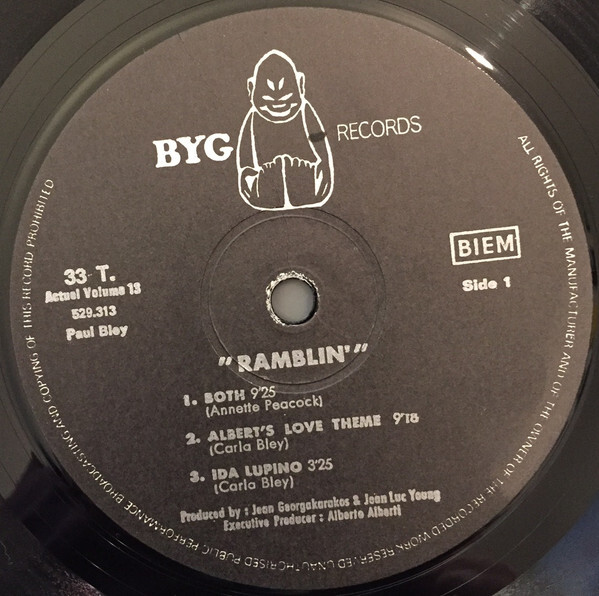 BYG RECORDS
33 T.
Actuel Volume 13
529.313
Paul Bley
BIEM
Side 1
"RAMBLIN'"
1. BOTH 9'25
(Annette Peacock)
2. ALBERT'S LOVE THEME 9'18
(Carla Bley)
3. IDA LUPINO 3'25
(Carla Bley)
Produced by : Jean Georgakarakos & Jean Luc Young
Executive Producer : Alberto Alberti
ALL RIGHTS OF THE MANUFACTURER AND OF THE OWNER OF THE RECORDED WORK RESERVED UNAUTHORISED PUBLIC PERFORMANCE BROADCASTING AND COPYING OF THIS RECORD PROHIBITED